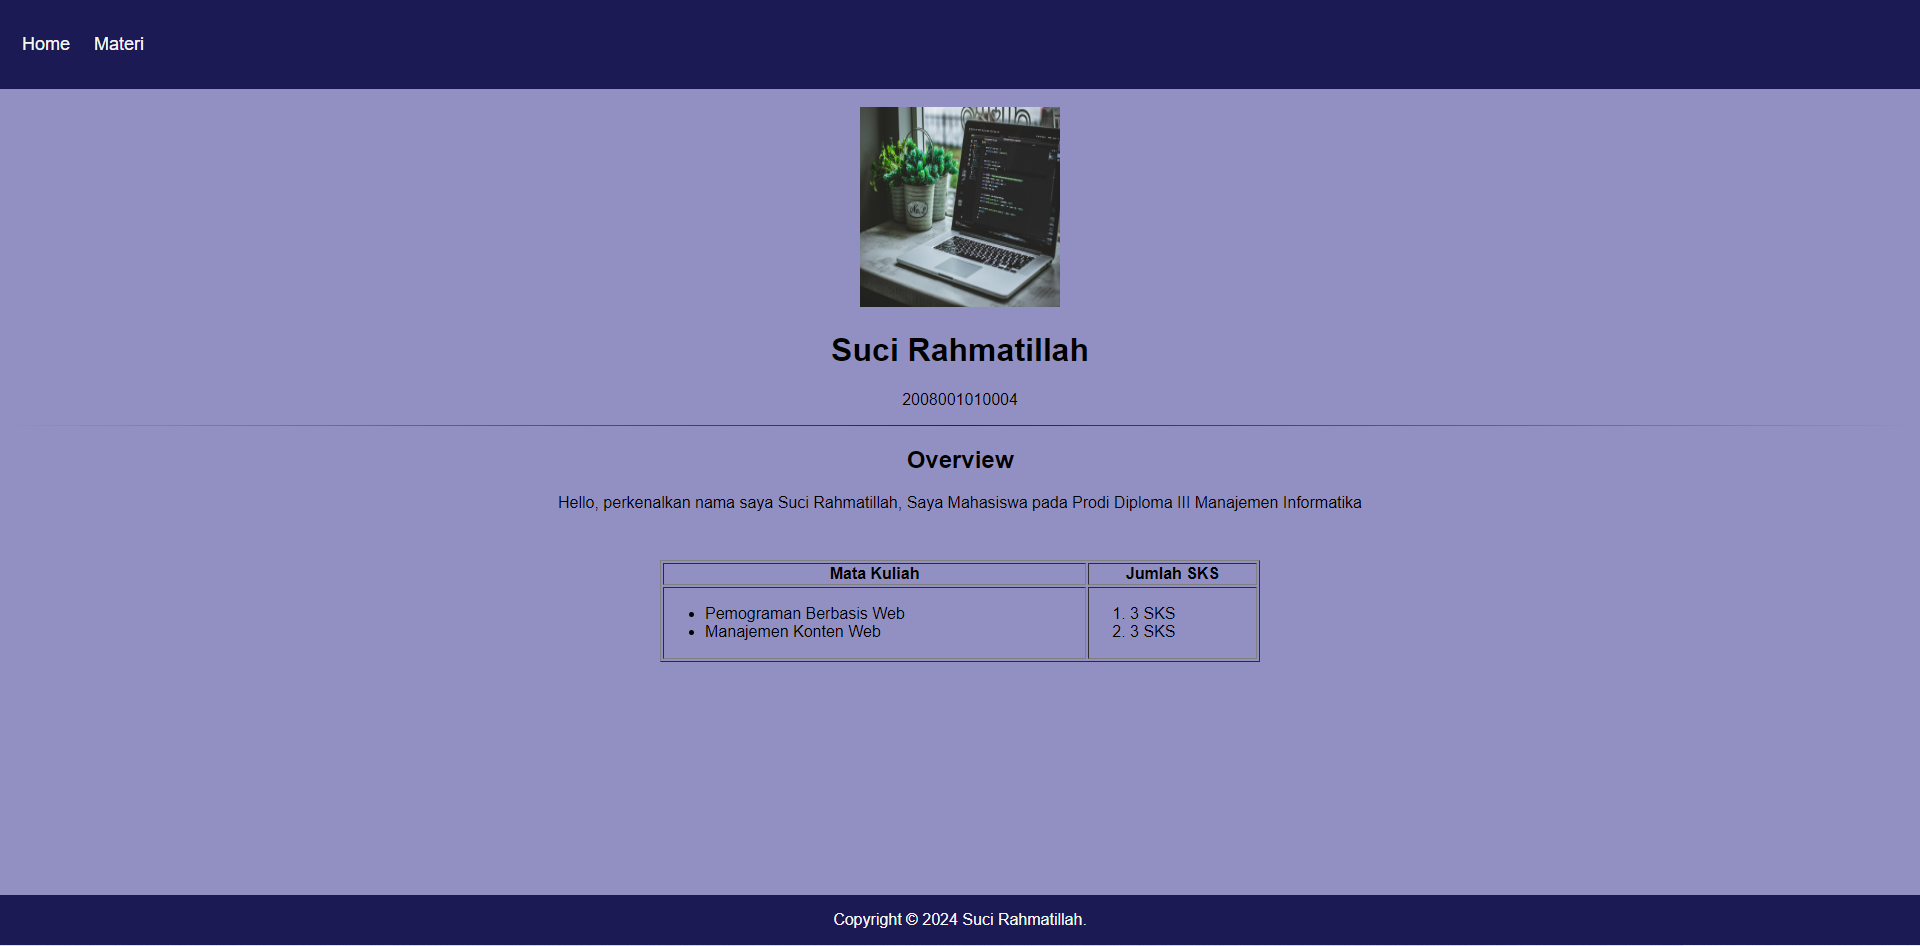 Home Materi
Suci Rahmatillah
2008001010004
Overview
Hello, perkenalkan nama saya Suci Rahmatillah, Saya Mahasiswa pada Prodi Diploma III Manajemen Informatika
Mata Kuliah Jumlah SKS
• Pemograman Berbasis Web 1. 3 SKS
• Manajemen Konten Web 2. 3 SKS
Copyright © 2024 Suci Rahmatillah.